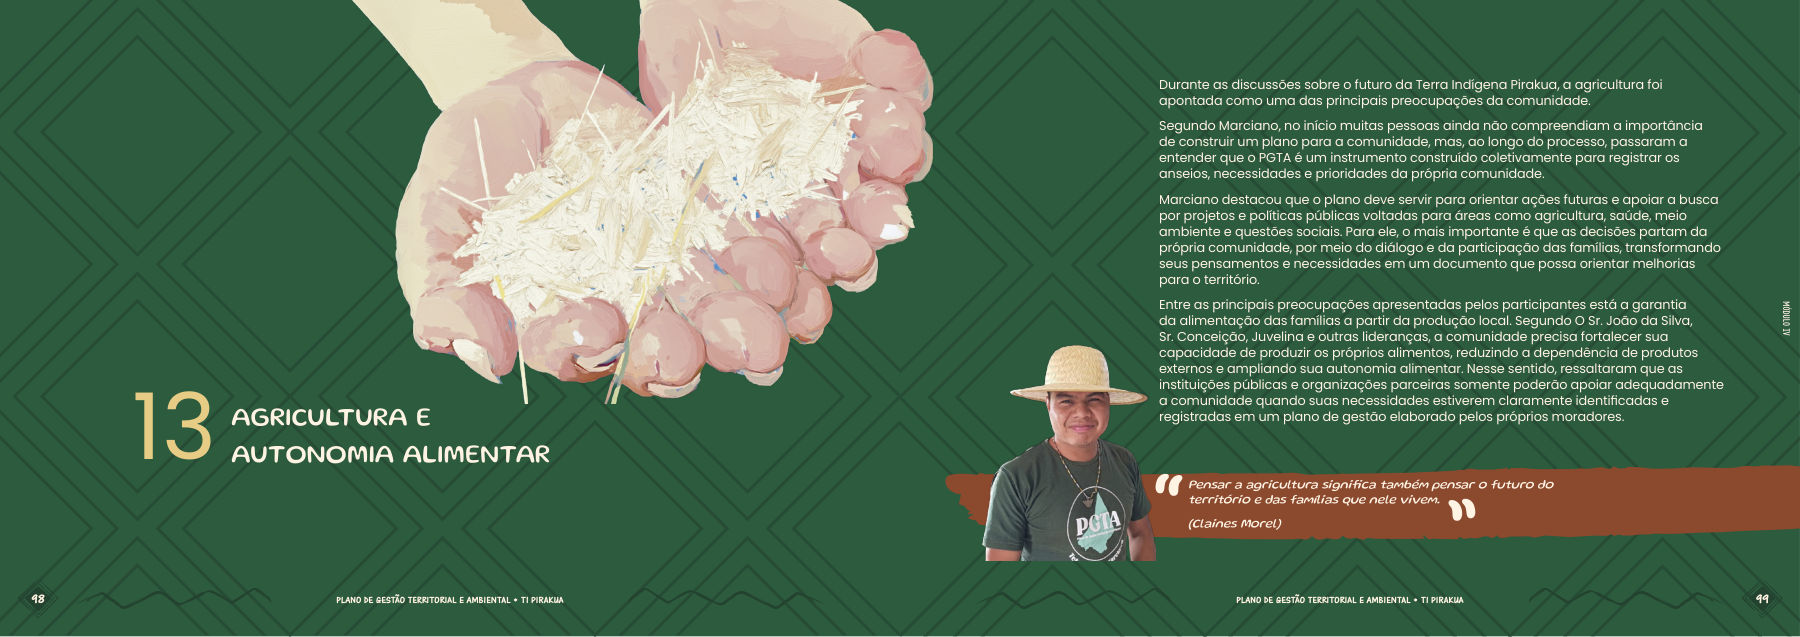 13
AGRICULTURA E
AUTONOMIA ALIMENTAR
98
PLANO DE GESTÃO TERRITORIAL E AMBIENTAL • TI PIRAKUA
Durante as discussões sobre o futuro da Terra Indígena Pirakua, a agricultura foi
apontada como uma das principais preocupações da comunidade.
Segundo Marciano, no início muitas pessoas ainda não compreendiam a importância
de construir um plano para a comunidade, mas, ao longo do processo, passaram a
entender que o PGTA é um instrumento construído coletivamente para registrar os
anseios, necessidades e prioridades da própria comunidade.
Marciano destacou que o plano deve servir para orientar ações futuras e apoiar a busca
por projetos e políticas públicas voltadas para áreas como agricultura, saúde, meio
ambiente e questões sociais. Para ele, o mais importante é que as decisões partam da
própria comunidade, por meio do diálogo e da participação das famílias, transformando
seus pensamentos e necessidades em um documento que possa orientar melhorias
para o território.
Entre as principais preocupações apresentadas pelos participantes está a garantia
da alimentação das famílias a partir da produção local. Segundo O Sr. João da Silva,
Sr. Conceição, Juvelina e outras lideranças, a comunidade precisa fortalecer sua
capacidade de produzir os próprios alimentos, reduzindo a dependência de produtos
externos e ampliando sua autonomia alimentar. Nesse sentido, ressaltaram que as
instituições públicas e organizações parceiras somente poderão apoiar adequadamente
a comunidade quando suas necessidades estiverem claramente identificadas e
registradas em um plano de gestão elaborado pelos próprios moradores.
MÓDULO IV
PGTA
“Pensar a agricultura significa também pensar o futuro do
território e das famílias que nele vivem.”
(Claines Morel)
PLANO DE GESTÃO TERRITORIAL E AMBIENTAL • TI PIRAKUA
99